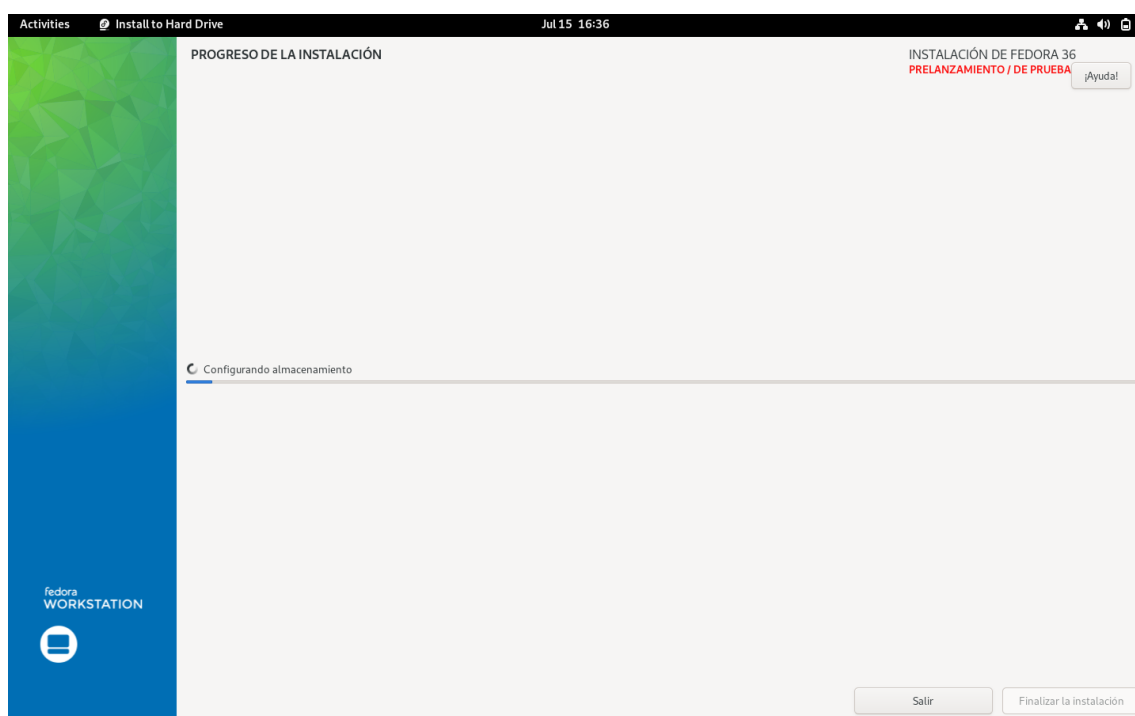 Activities Install to Hard Drive Jul 15 16:36
PROGRESO DE LA INSTALACIÓN
INSTALACIÓN DE FEDORA 36
PRELANZAMIENTO / DE PRUEBA
¡Ayuda!
Configurando almacenamiento
fedora
WORKSTATION
Salir Finalizar la instalación